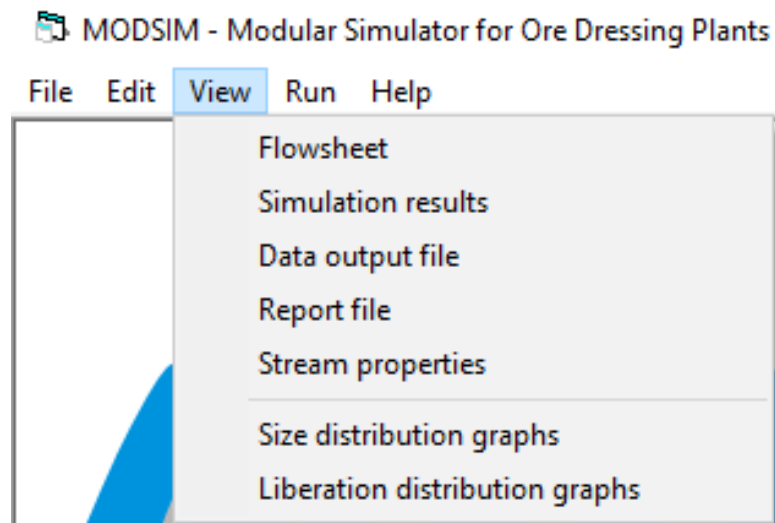 MODSIM - Modular Simulator for Ore Dressing Plants
File Edit View Run Help
Flowsheet
Simulation results
Data output file
Report file
Stream properties
Size distribution graphs
Liberation distribution graphs